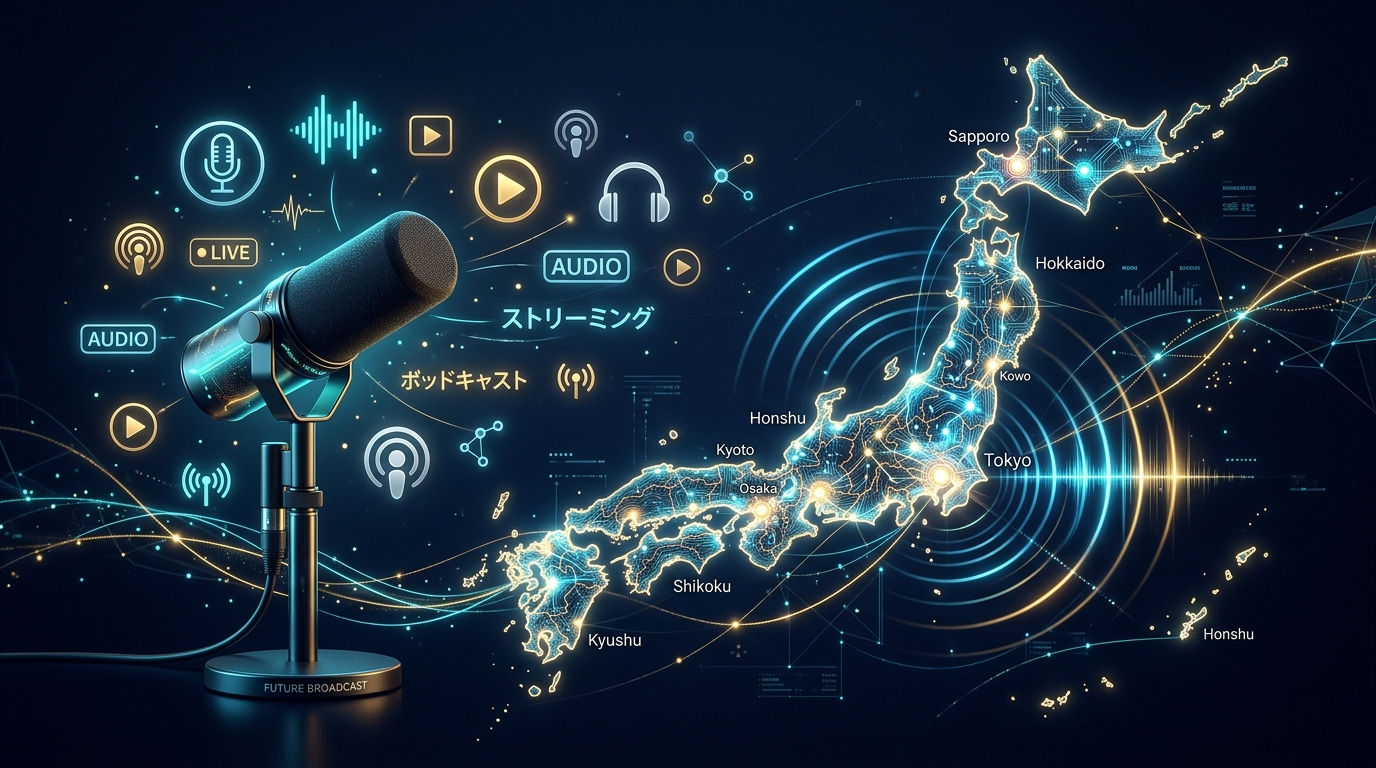 LIVE
AUDIO
AUDIO
ストリーミング
ポッドキャスト
FUTURE BROADCAST
Sapporo
Hokkaido
Kowo
Honshu
Kyoto
Osaka
Tokyo
Shikoku
Kyushu
Honshu